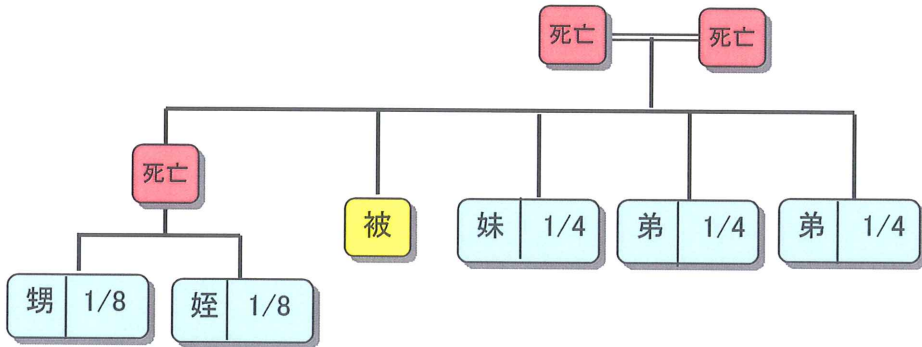 死亡 死亡
死亡
被
妹 1/4
弟 1/4
弟 1/4
甥 1/8
姪 1/8